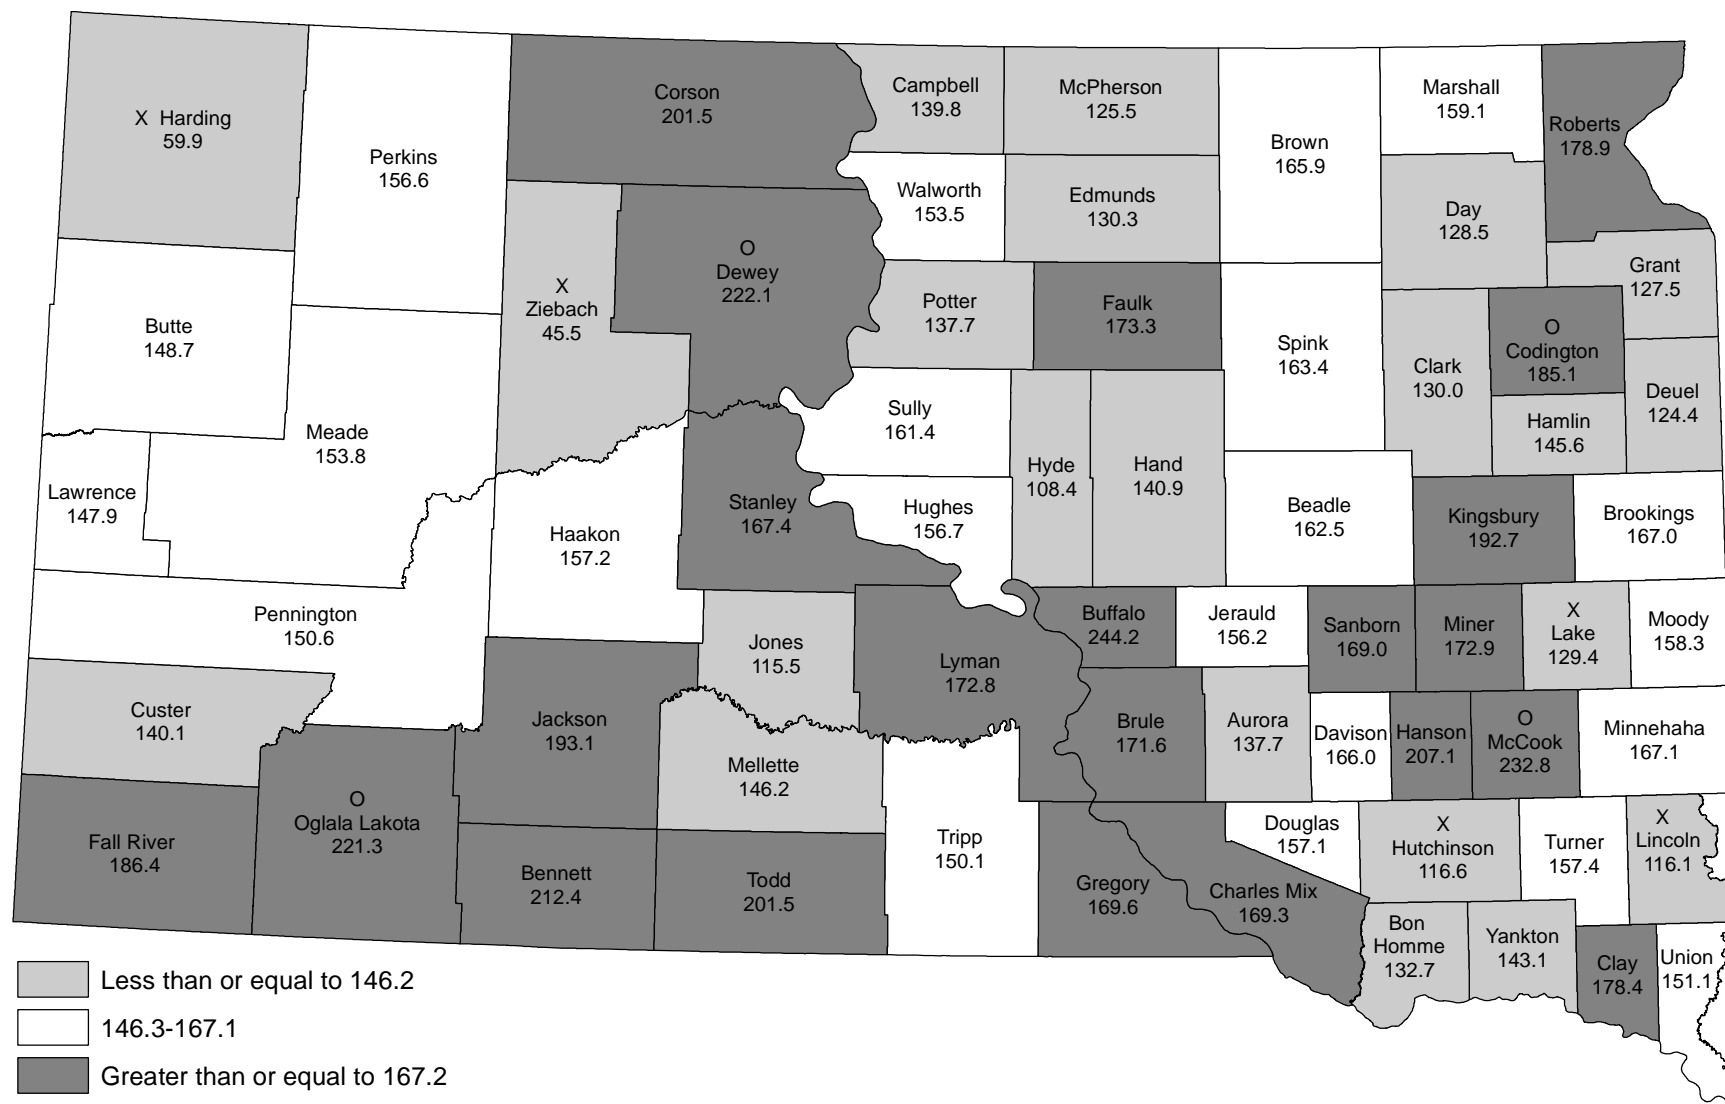 X Harding
59.9
Perkins
156.6
Corson
201.5
Campbell
139.8
McPherson
125.5
Brown
165.9
Marshall
159.1
Roberts
178.9
Walworth
153.5
Edmunds
130.3
Day
128.5
Grant
127.5
Butte
148.7
X
Ziebach
45.5
O
Dewey
222.1
Potter
137.7
Faulk
173.3
Spink
163.4
Clark
130.0
O
Codington
185.1
Deuel
124.4
Hamlin
145.6
Meade
153.8
Sully
161.4
Hyde
108.4
Hand
140.9
Lawrence
147.9
Haakon
157.2
Stanley
167.4
Hughes
156.7
Beadle
162.5
Kingsbury
192.7
Brookings
167.0
Pennington
150.6
Jones
115.5
Lyman
172.8
Buffalo
244.2
Jerauld
156.2
Sanborn
169.0
Miner
172.9
X
Lake
129.4
Moody
158.3
Custer
140.1
Jackson
193.1
Mellette
146.2
Brule
171.6
Aurora
137.7
Davison
166.0
Hanson
207.1
O
McCook
232.8
Minnehaha
167.1
Fall River
186.4
O
Oglala Lakota
221.3
Bennett
212.4
Todd
201.5
Tripp
150.1
Gregory
169.6
Charles Mix
169.3
Douglas
157.1
X
Hutchinson
116.6
Turner
157.4
X
Lincoln
116.1
Bon
Homme
132.7
Yankton
143.1
Clay
178.4
Union
151.1
Less than or equal to 146.2
146.3-167.1
Greater than or equal to 167.2